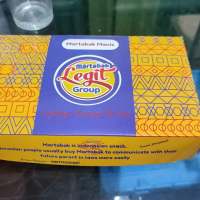 Martabak Manis
martabak
Legit
Group
Martabak is Indonesian snack.
Indonesian people usually buy Martabak to communicate with their
future parent in laws more easily